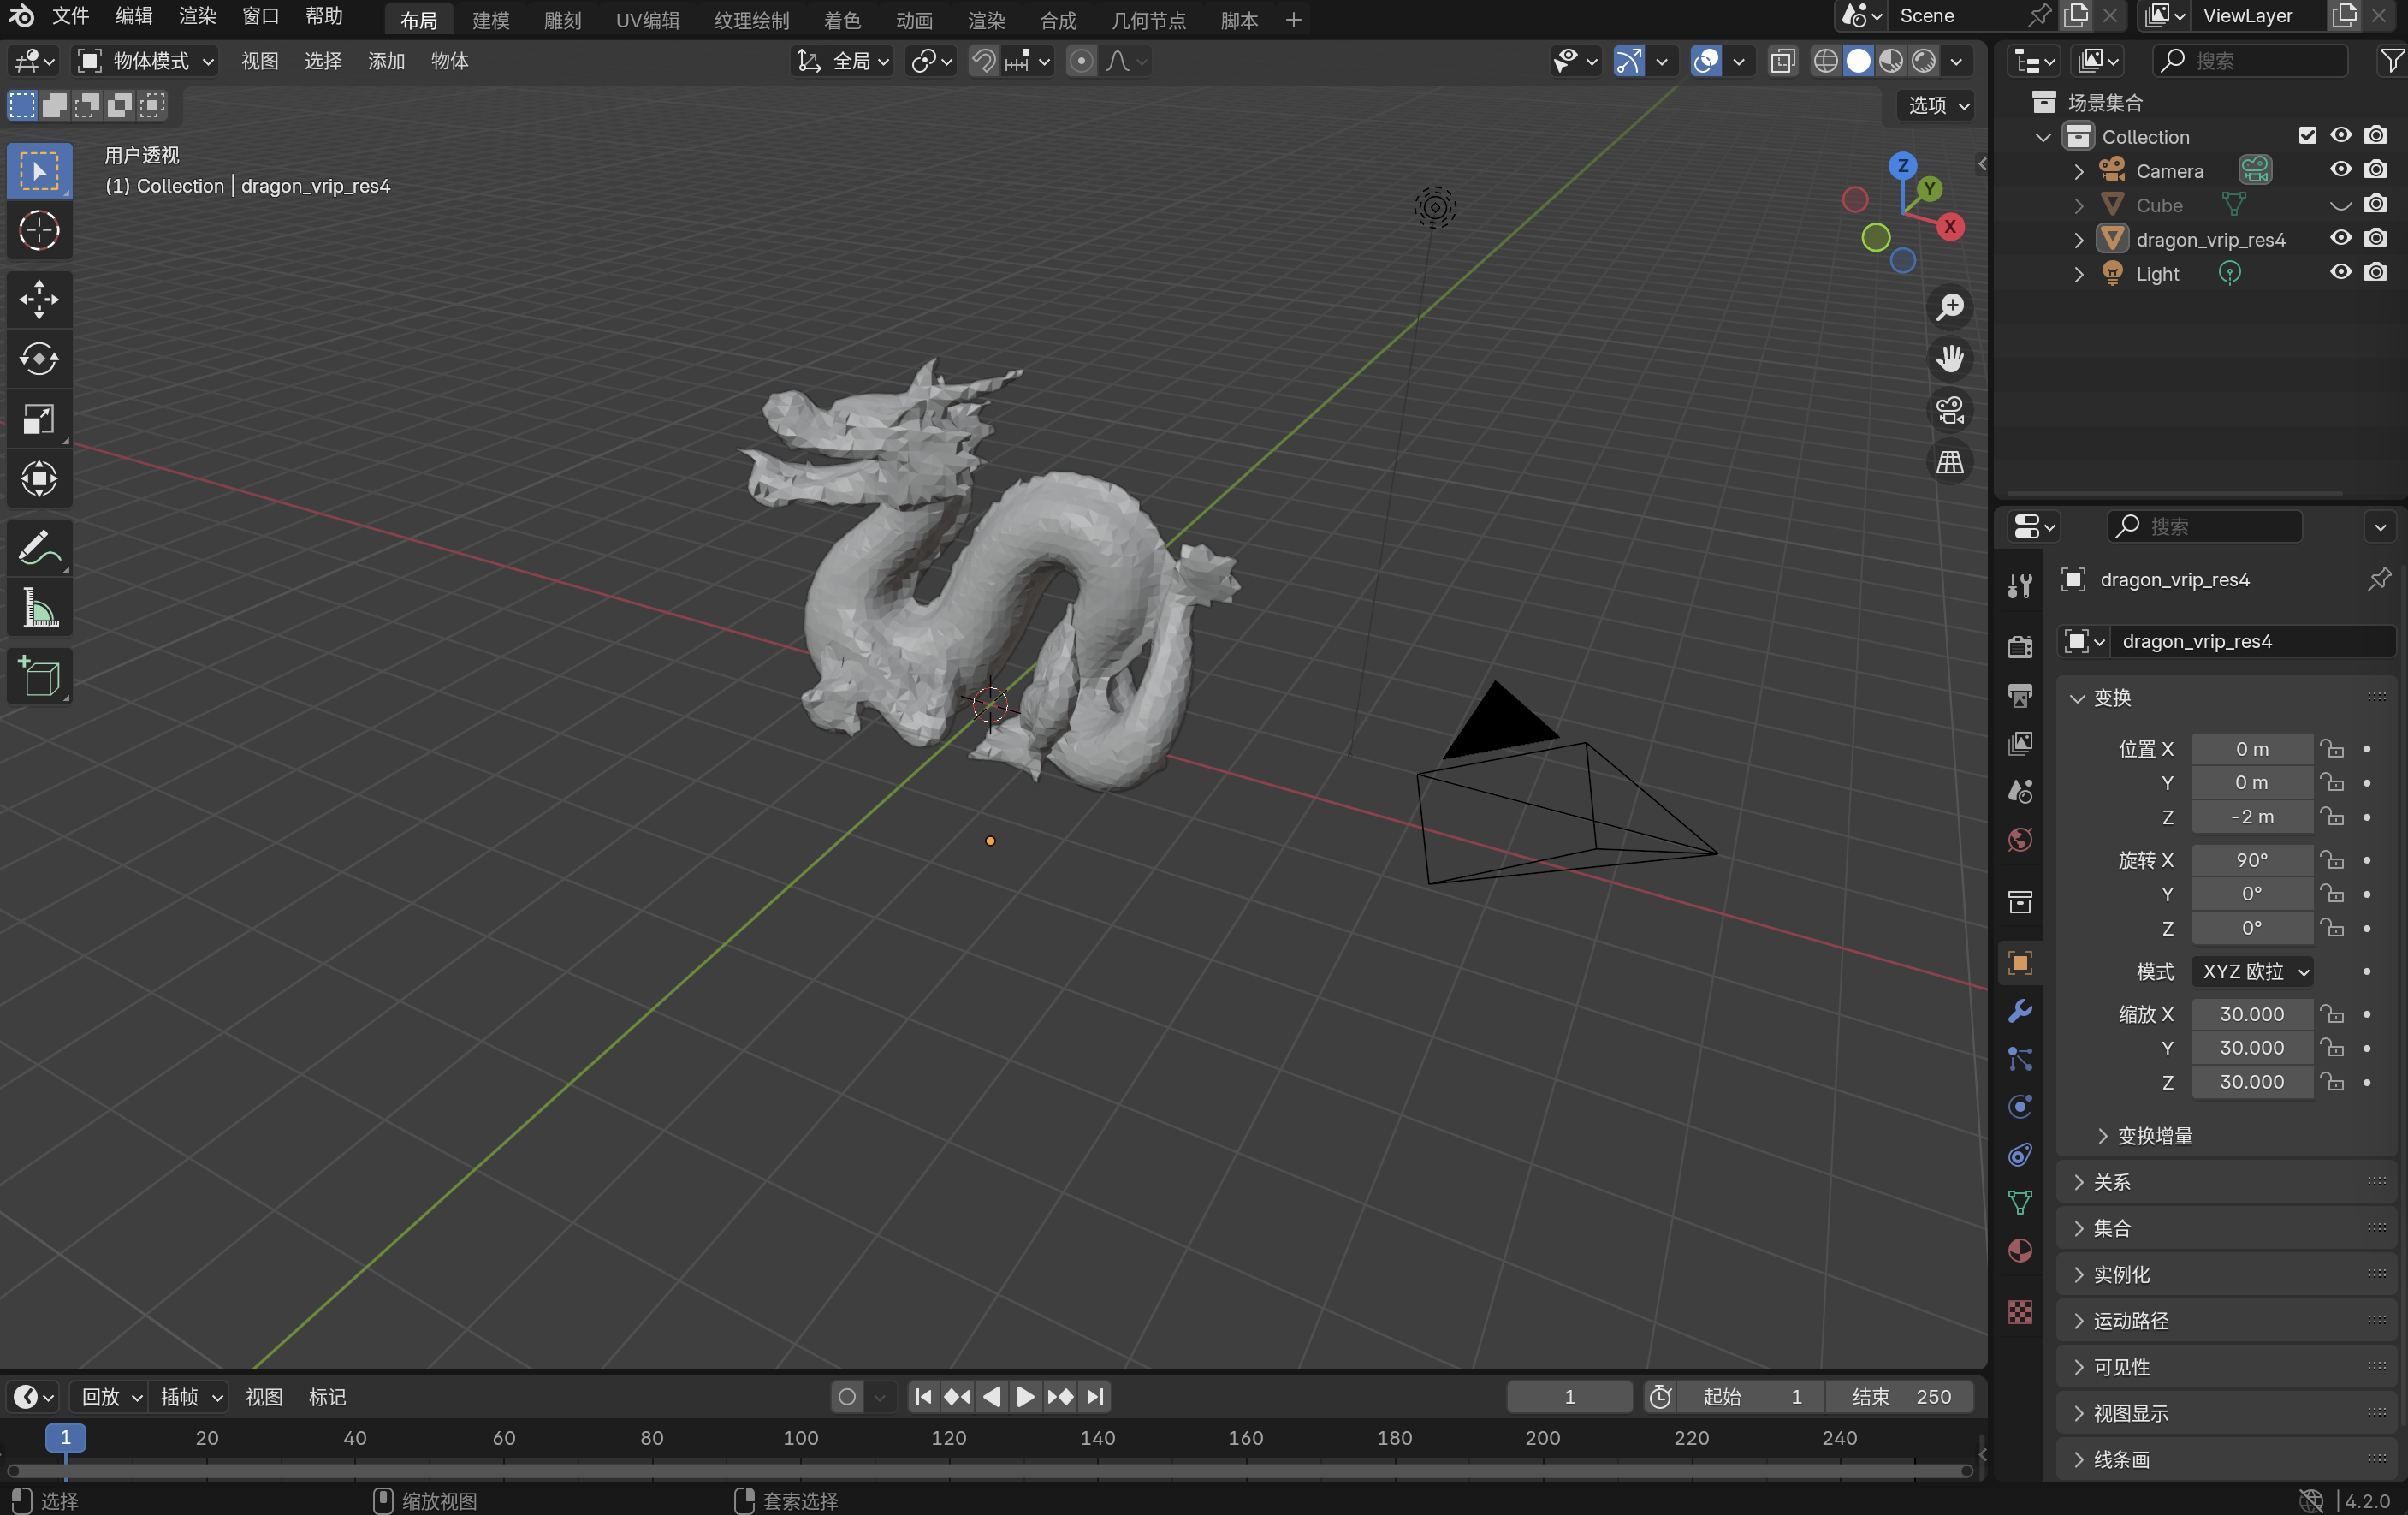 文件 编辑 渲染 窗口 帮助 布局 建模 雕刻 UV编辑 纹理绘制 着色 动画 渲染 合成 几何节点 脚本 + Scene ViewLayer
物体模式 视图 选择 添加 物体 全局 搜索
选项
用户透视
(1) Collection | dragon_vrip_res4
Z
Y
X
场景集合
Collection
Camera
Cube
dragon_vrip_res4
Light
搜索
dragon_vrip_res4
dragon_vrip_res4
变换
位置 X 0 m
Y 0 m
Z -2 m
旋转 X 90°
Y 0°
Z 0°
模式 XYZ 欧拉
缩放 X 30.000
Y 30.000
Z 30.000
变换增量
关系
集合
实例化
运动路径
可见性
视图显示
线条画
回放 插帧 视图 标记 1 起始 1 结束 250
1 20 40 60 80 100 120 140 160 180 200 220 240
选择 缩放视图 套索选择 4.2.0